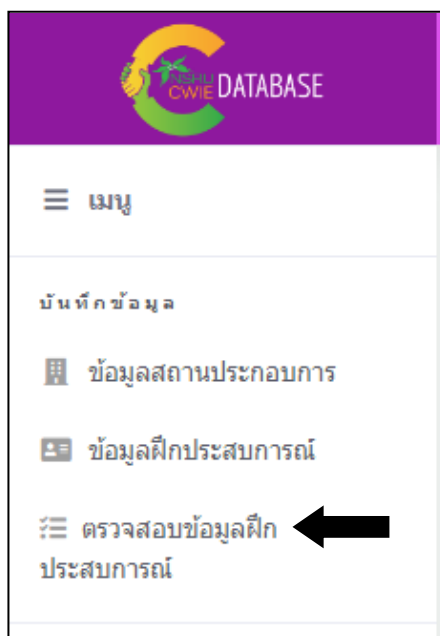 NSRU
CWIE DATABASE
เมนู
บันทึกข้อมูล
ข้อมูลสถานประกอบการ
ข้อมูลฝึกประสบการณ์
ตรวจสอบข้อมูลฝึก
ประสบการณ์